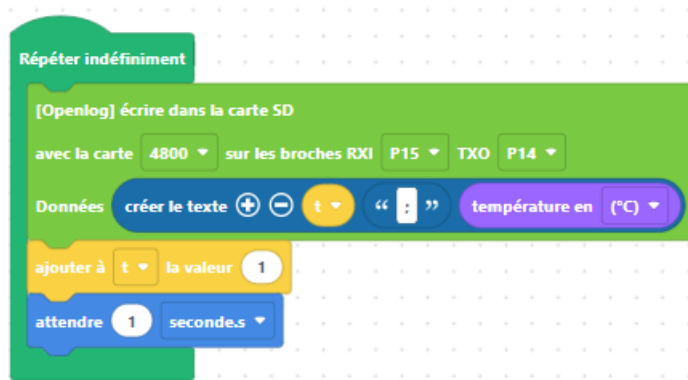 Répéter indéfiniment
[Openlog] écrire dans la carte SD
avec la carte 4800 sur les broches RXI P15 TXO P14
Données créer le texte t “ ; ” température en (°C)
ajouter à t la valeur 1
attendre 1 seconde.s